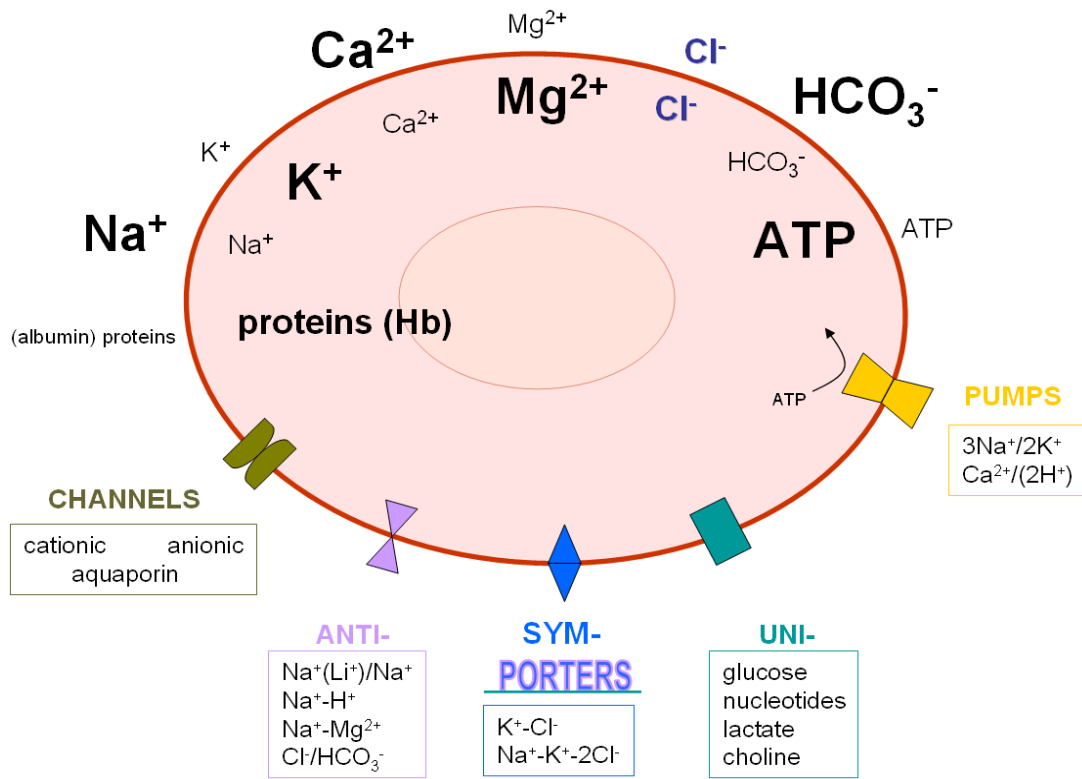 Mg²⁺
Ca²⁺
Cl⁻
Mg²⁺
Cl⁻
HCO₃⁻
Ca²⁺
K⁺
HCO₃⁻
K⁺
Na⁺
Na⁺
ATP
ATP
(albumin) proteins
proteins (Hb)
ATP
PUMPS
3Na⁺/2K⁺
Ca²⁺/(2H⁺)
CHANNELS
cationic anionic
aquaporin
ANTI-
SYM-
UNI-
PORTERS
Na⁺(Li⁺)/Na⁺
Na⁺-H⁺
Na⁺-Mg²⁺
Cl⁻/HCO₃⁻
K⁺-Cl⁻
Na⁺-K⁺-2Cl⁻
glucose
nucleotides
lactate
choline